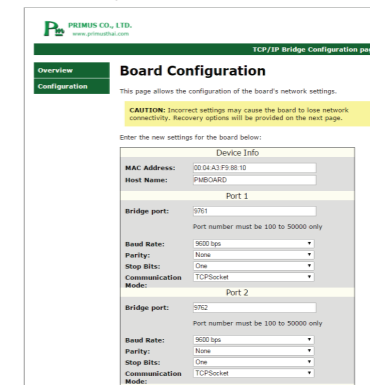 PRIMUS CO., LTD.
www.primusthai.com
TCP/IP Bridge Configuration
Overview
Configuration
Board Configuration
This page allows the configuration of the board's network settings.
CAUTION: Incorrect settings may cause the board to lose network
connectivity. Recovery options will be provided on the next page.
Enter the new settings for the board below:
Device Info
MAC Address: 00:04:A3:F9:88:10
Host Name: PMBOARD
Port 1
Bridge port: 9761
Port number must be 100 to 50000 only
Baud Rate: 9600 bps
Parity: None
Stop Bits: One
Communication Mode: TCPSocket
Port 2
Bridge port: 9762
Port number must be 100 to 50000 only
Baud Rate: 9600 bps
Parity: None
Stop Bits: One
Communication Mode: TCPSocket